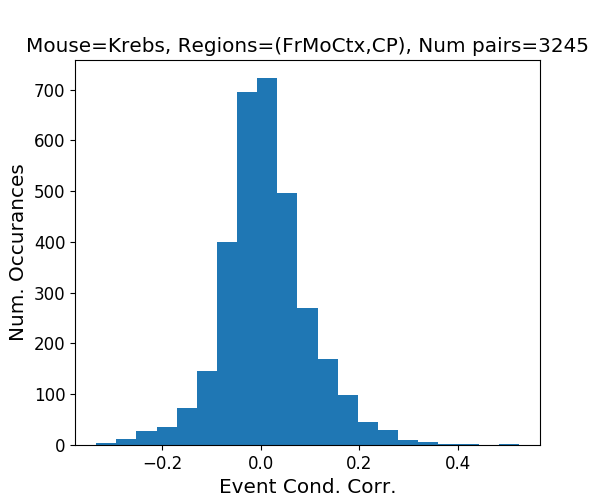 Mouse=Krebs, Regions=(FrMoCtx,CP), Num pairs=3245
700
600
500
400
300
200
100
0
Num. Occurances
−0.2 0.0 0.2 0.4
Event Cond. Corr.